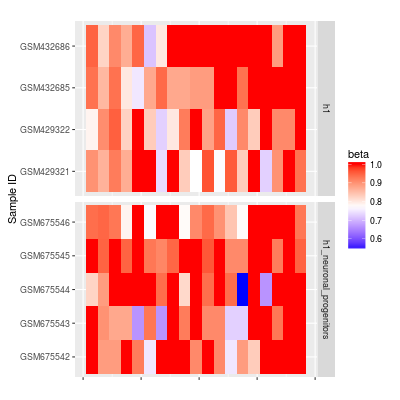 Sample ID
GSM432686
GSM432685
GSM429322
GSM429321
h1
GSM675546
GSM675545
GSM675544
GSM675543
GSM675542
h1_neuronal_progenitors
beta
1.0
0.9
0.8
0.7
0.6